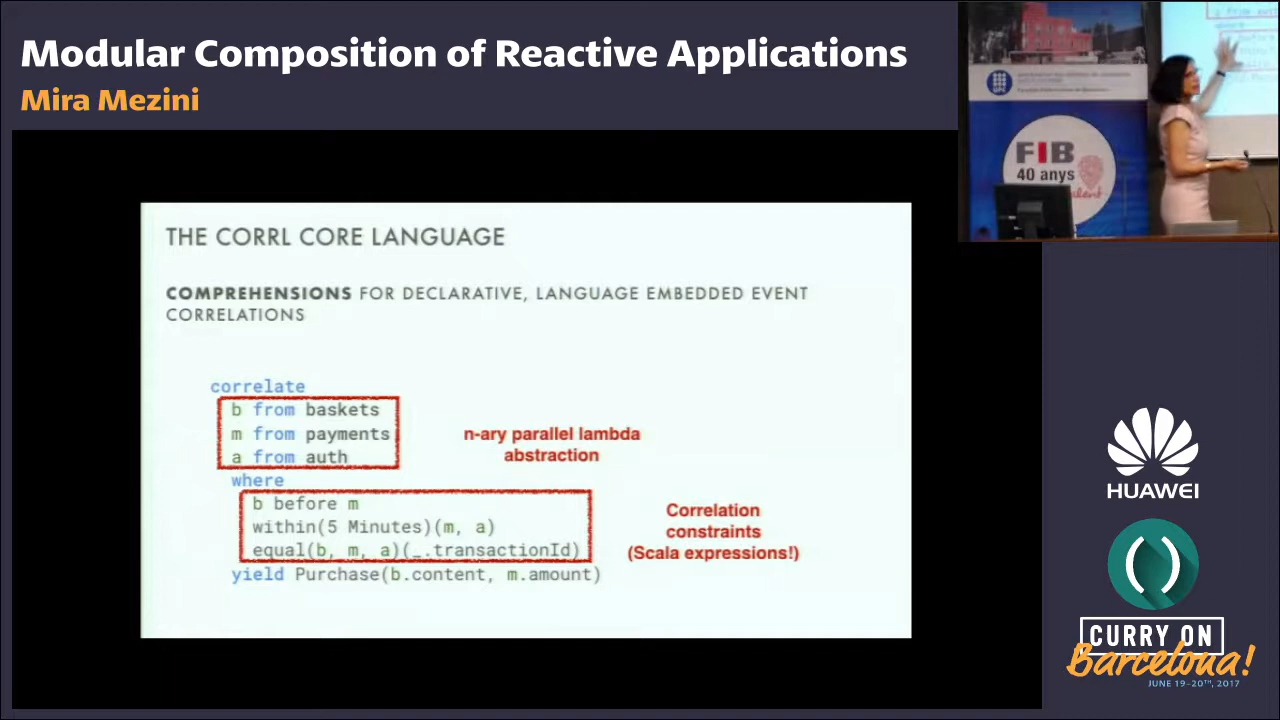 Modular Composition of Reactive Applications
Mira Mezini
UPC
FIB
40 anys
THE CORRL CORE LANGUAGE
COMPREHENSIONS FOR DECLARATIVE, LANGUAGE EMBEDDED EVENT
CORRELATIONS
correlate
b from baskets
m from payments
a from auth
n-ary parallel lambda
abstraction
where
b before m
within(5 Minutes)(m, a)
equal(b, m, a)(_.transactionId)
Correlation
constraints
(Scala expressions!)
yield Purchase(b.content, m.amount)
HUAWEI
CURRY ON
Barcelona!
JUNE 19-20TH, 2017